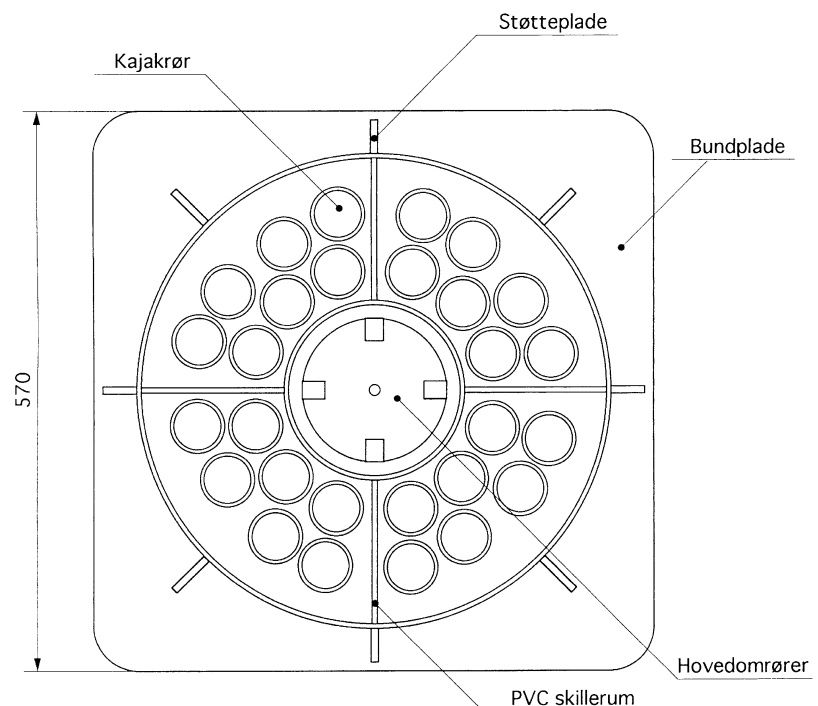 Støtteplade
Kajakrør
Bundplade
570
Hovedomrører
PVC skillerum